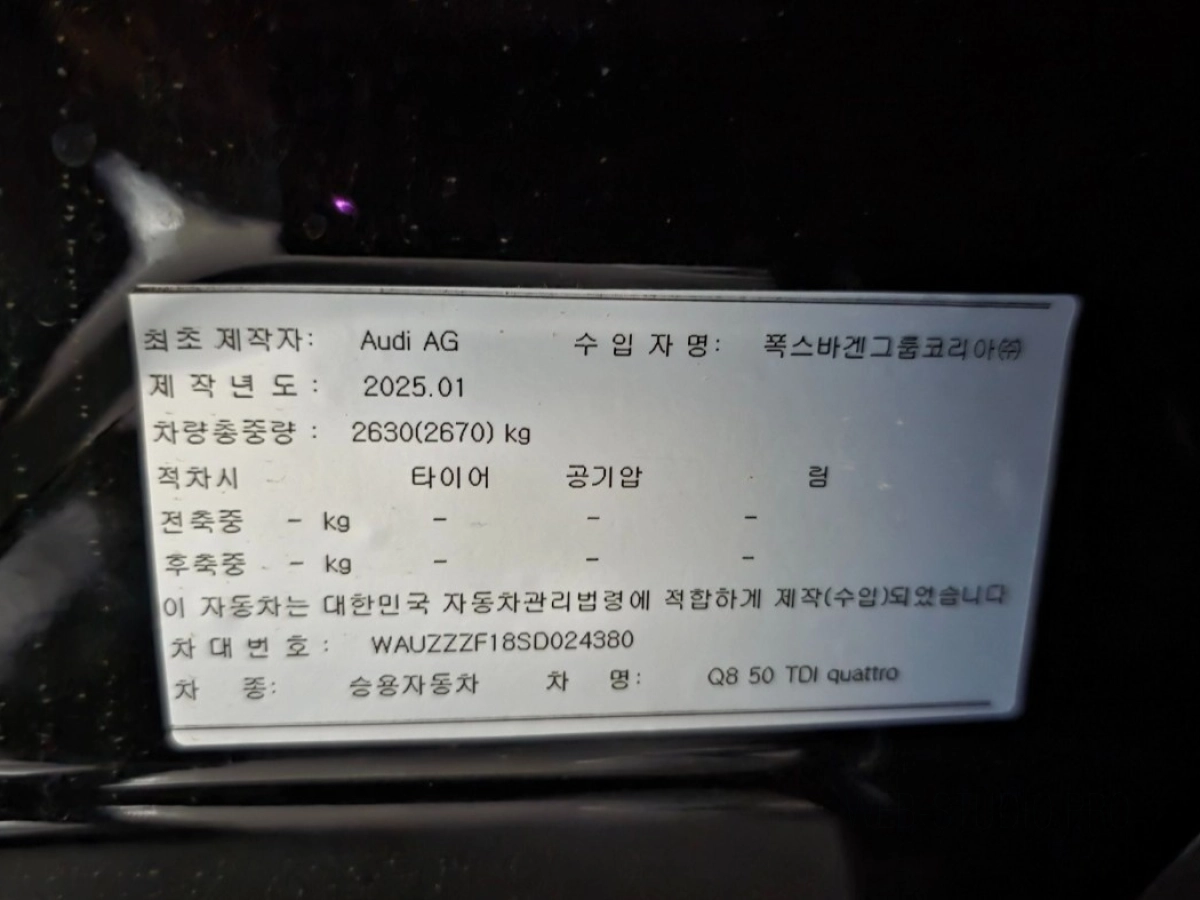 최초 제작자: Audi AG 수 입 자 명: 폭스바겐그룹코리아㈜
제 작 년 도 : 2025.01
차량총중량 : 2630(2670) kg
적차시 타이어 공기압 림
전축중 - kg - - -
후축중 - kg - - -
이 자동차는 대한민국 자동차관리법령에 적합하게 제작(수입)되었습니다
차 대 번 호 : WAUZZZF18SD024380
차 종: 승용자동차 차 명: Q8 50 TDI quattro